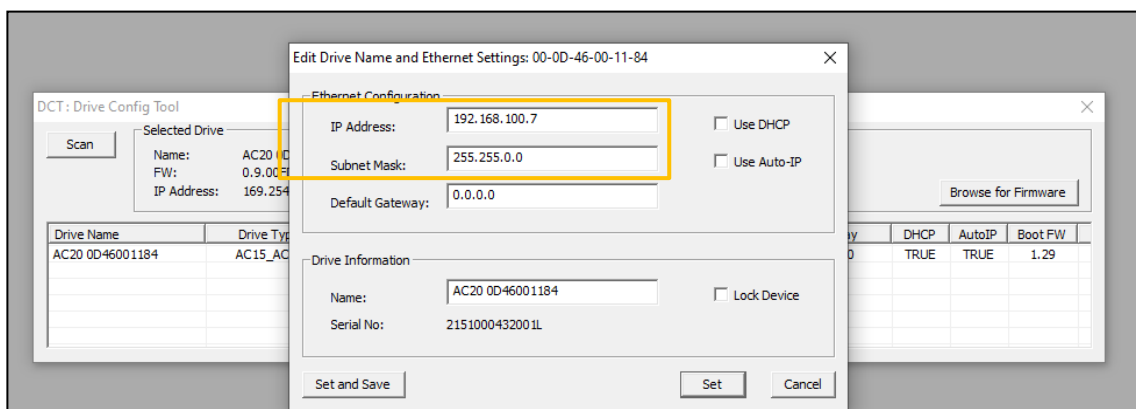 Edit Drive Name and Ethernet Settings: 00-0D-46-00-11-84
DCT : Drive Config Tool
Scan
Selected Drive
Name: AC20 0D
FW: 0.9.00
IP Address: 169.254
Browse for Firmware
Drive Name Drive Typ DHCP AutoIP Boot FW
AC20 0D46001184 AC15_AC TRUE TRUE 1.29
Ethernet Configuration
IP Address: 192.168.100.7
Use DHCP
Subnet Mask: 255.255.0.0
Use Auto-IP
Default Gateway: 0.0.0.0
Drive Information
Name: AC20 0D46001184
Lock Device
Serial No: 2151000432001L
Set and Save
Set
Cancel